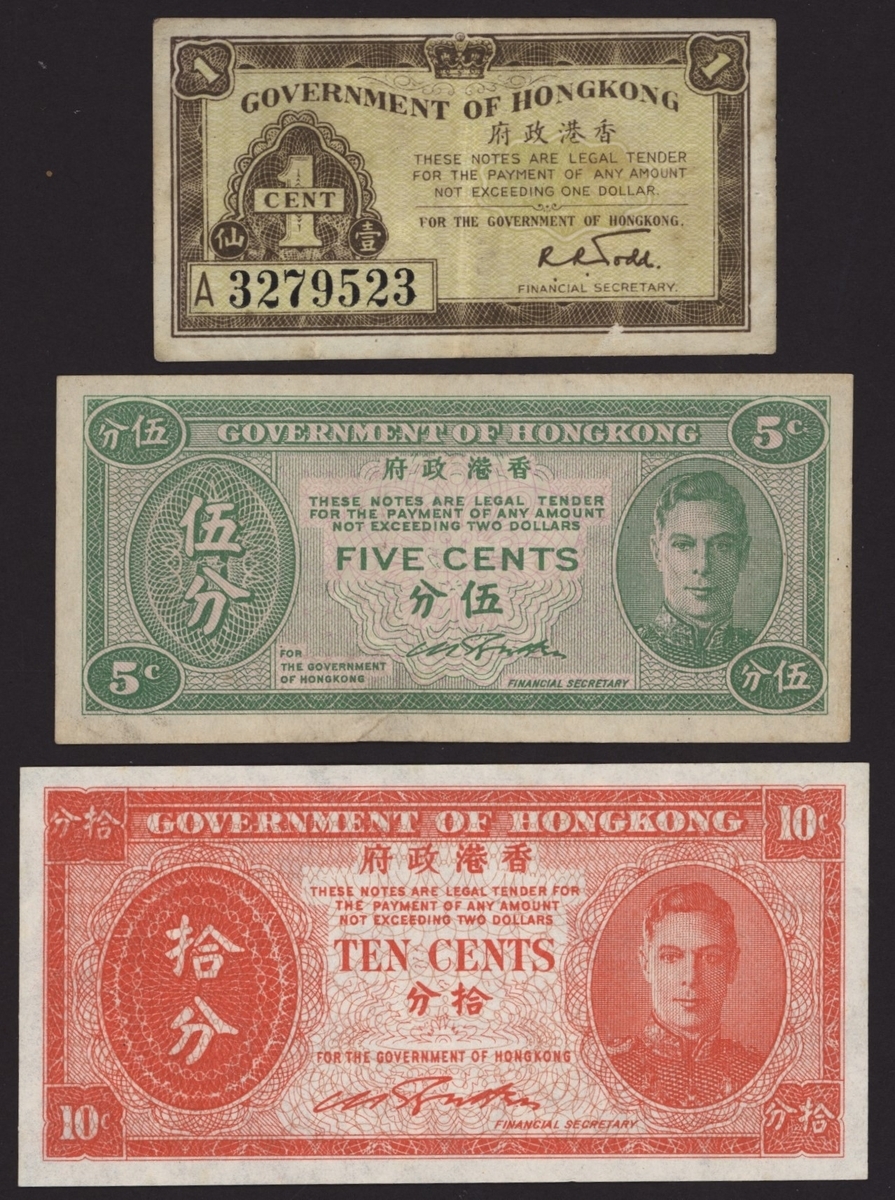 1 1
GOVERNMENT OF HONGKONG
府政港香
THESE NOTES ARE LEGAL TENDER
FOR THE PAYMENT OF ANY AMOUNT
NOT EXCEEDING ONE DOLLAR.
1
CENT
仙 壹
FOR THE GOVERNMENT OF HONGKONG.
R. R. Todd.
FINANCIAL SECRETARY.
A 3279523
分伍 GOVERNMENT OF HONGKONG 5c
府政港香
THESE NOTES ARE LEGAL TENDER
FOR THE PAYMENT OF ANY AMOUNT
NOT EXCEEDING TWO DOLLARS
伍分
FIVE CENTS
分伍
FOR
THE GOVERNMENT
OF HONGKONG
FINANCIAL SECRETARY
5c 分伍
分拾 GOVERNMENT OF HONGKONG 10c
府政港香
THESE NOTES ARE LEGAL TENDER FOR
THE PAYMENT OF ANY AMOUNT
NOT EXCEEDING TWO DOLLARS
拾分
TEN CENTS
分拾
FOR THE GOVERNMENT OF HONGKONG
FINANCIAL SECRETARY
10c 分拾